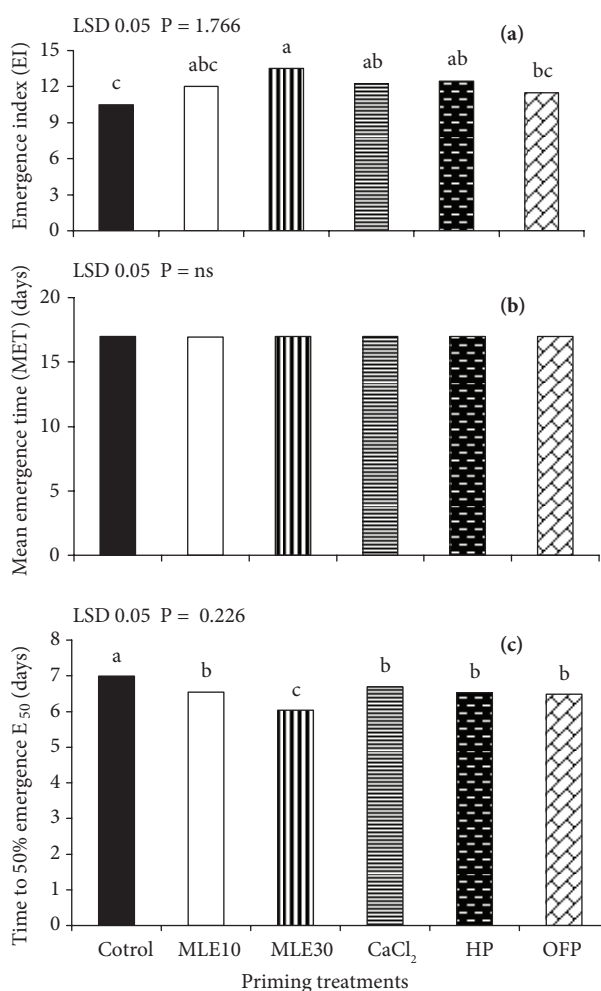 LSD 0.05 P = 1.766
(a)
Emergence index (EI)
15
12
9
6
3
0
c
abc
a
ab
ab
bc
LSD 0.05 P = ns
(b)
Mean emergence time (MET) (days)
20
15
10
5
0
LSD 0.05 P = 0.226
(c)
Time to 50% emergence E50 (days)
8
7
6
5
4
3
2
1
0
a
b
c
b
b
b
Cotrol MLE10 MLE30 CaCl2 HP OFP
Priming treatments